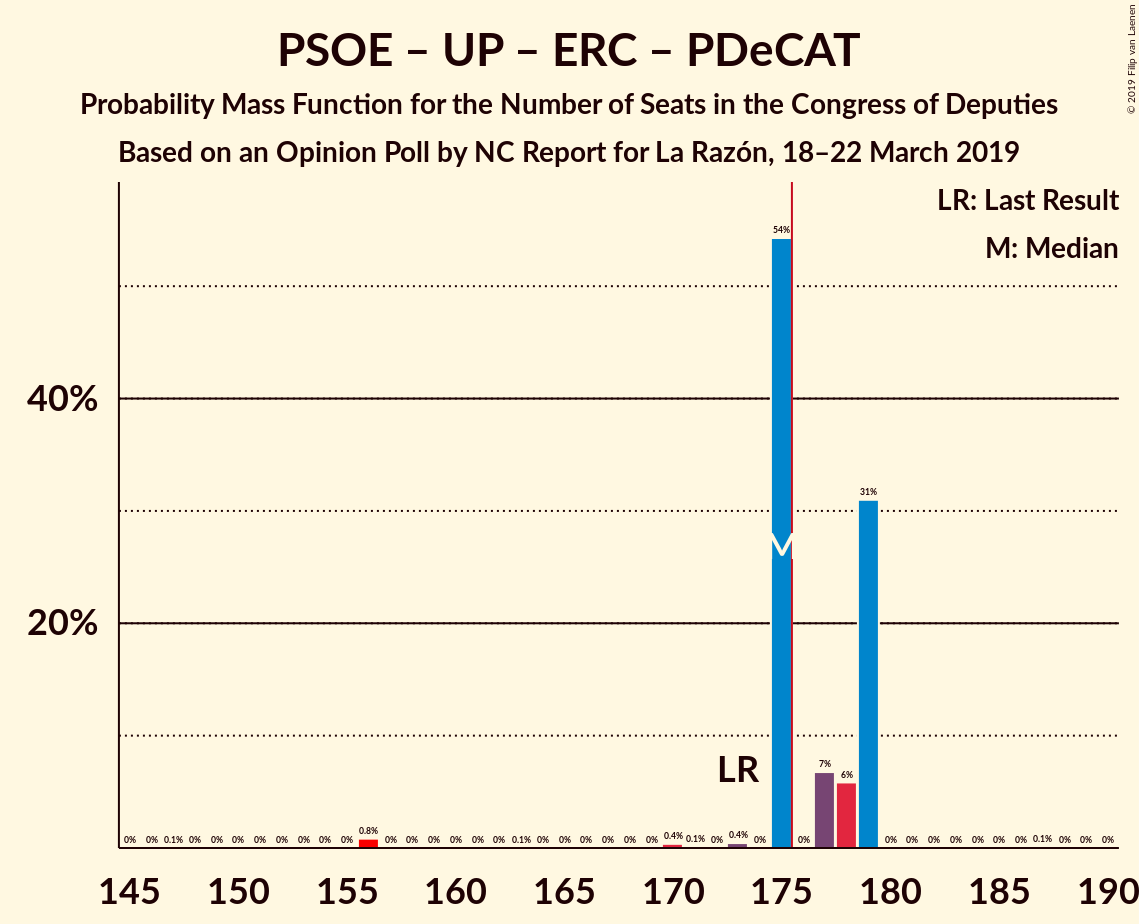 PSOE – UP – ERC – PDeCAT
Probability Mass Function for the Number of Seats in the Congress of Deputies
Based on an Opinion Poll by NC Report for La Razón, 18–22 March 2019
© 2019 Filip van Laenen
LR: Last Result
M: Median
54%
40%
31%
M
20%
LR
7%
6%
0% 0% 0.1% 0% 0% 0% 0% 0% 0% 0% 0% 0.8% 0% 0% 0% 0% 0% 0% 0.1% 0% 0% 0% 0% 0% 0% 0.4% 0.1% 0% 0.4% 0% 0% 0% 0% 0% 0% 0% 0% 0% 0.1% 0% 0% 0%
145 150 155 160 165 170 175 180 185 190